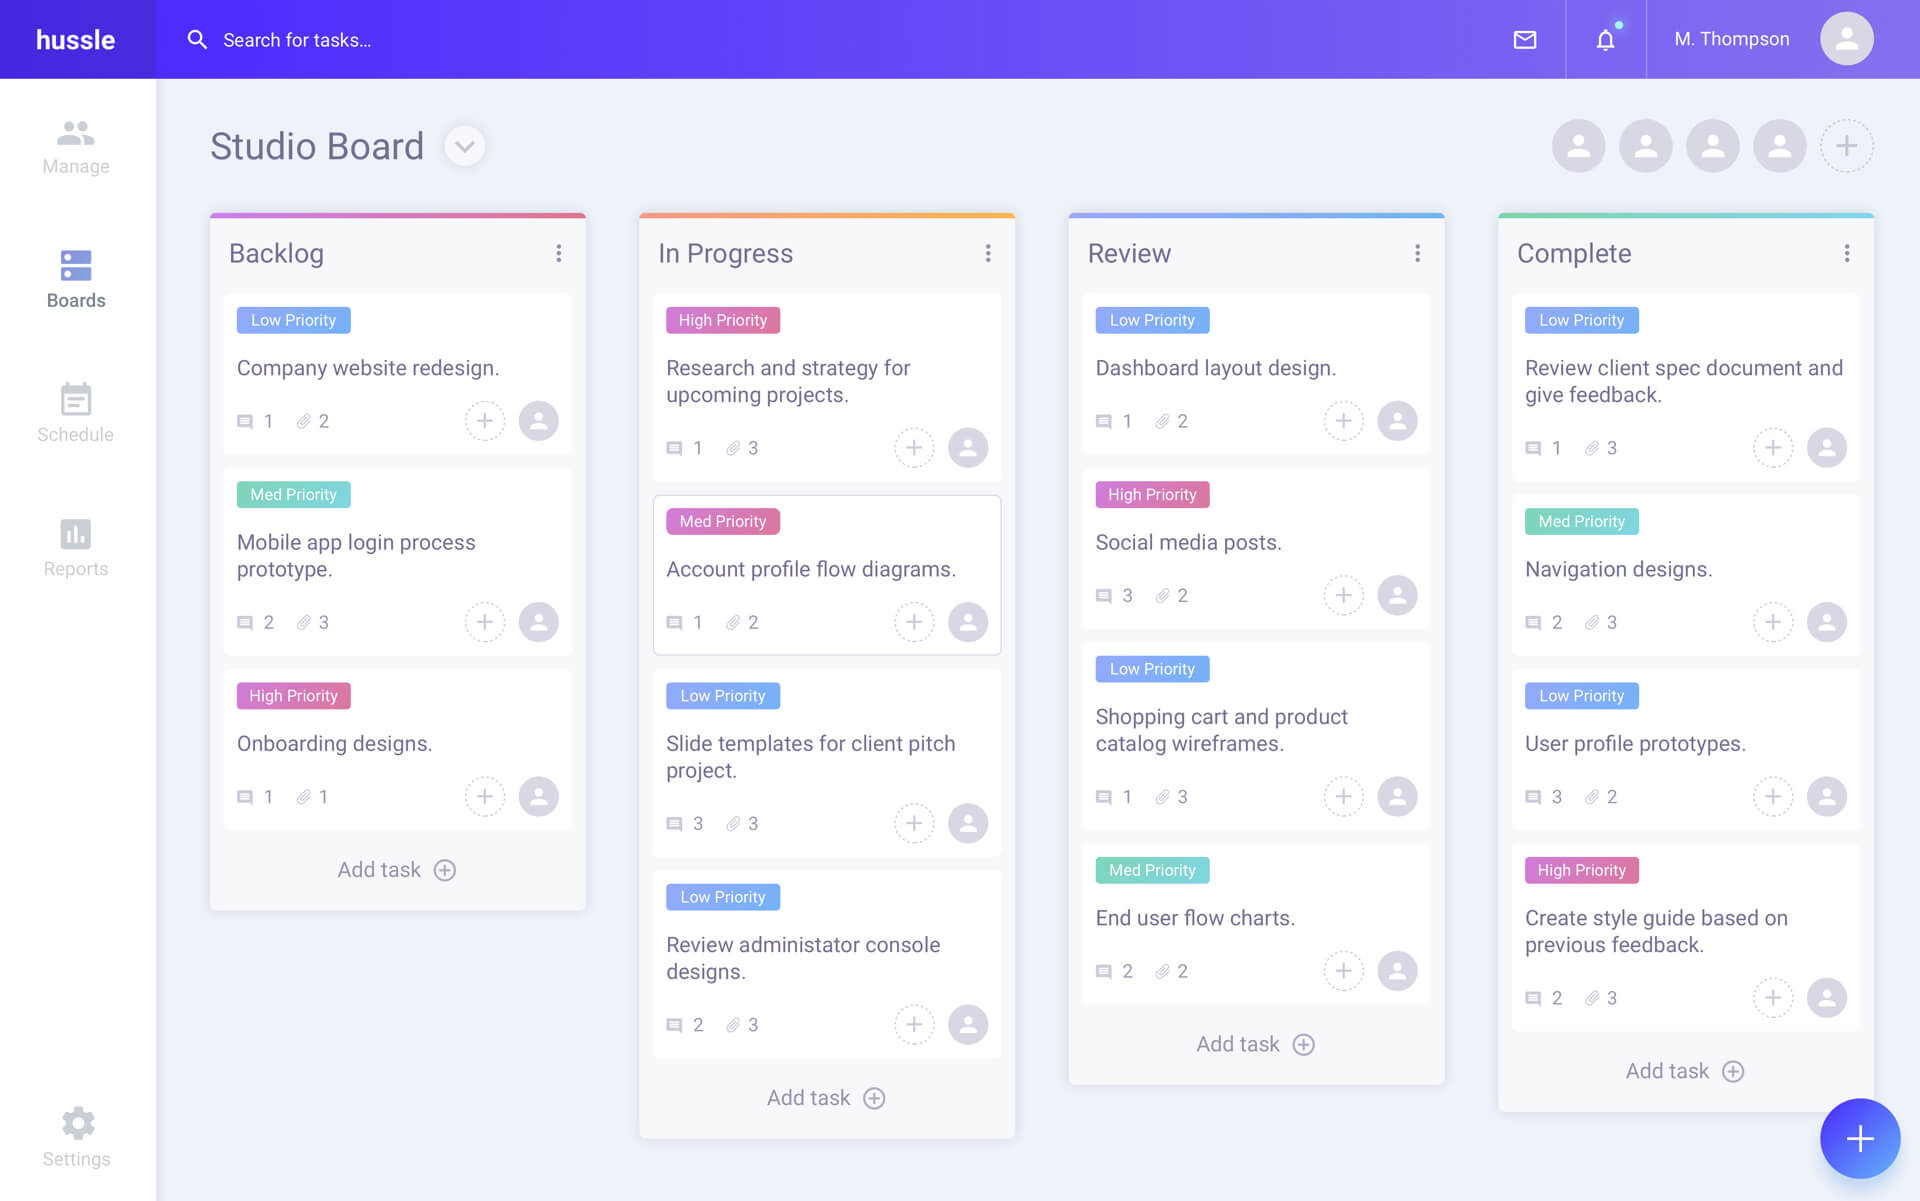 hussle
Search for tasks...
M. Thompson
Manage
Boards
Schedule
Reports
Settings
Studio Board
Backlog
Low Priority
Company website redesign.
1 2
Med Priority
Mobile app login process
prototype.
2 3
High Priority
Onboarding designs.
1 1
Add task
In Progress
High Priority
Research and strategy for
upcoming projects.
1 3
Med Priority
Account profile flow diagrams.
1 2
Low Priority
Slide templates for client pitch
project.
3 3
Low Priority
Review administator console
designs.
2 3
Add task
Review
Low Priority
Dashboard layout design.
1 2
High Priority
Social media posts.
3 2
Low Priority
Shopping cart and product
catalog wireframes.
1 3
Med Priority
End user flow charts.
2 2
Add task
Complete
Low Priority
Review client spec document and
give feedback.
1 3
Med Priority
Navigation designs.
2 3
Low Priority
User profile prototypes.
3 2
High Priority
Create style guide based on
previous feedback.
2 3
Add task